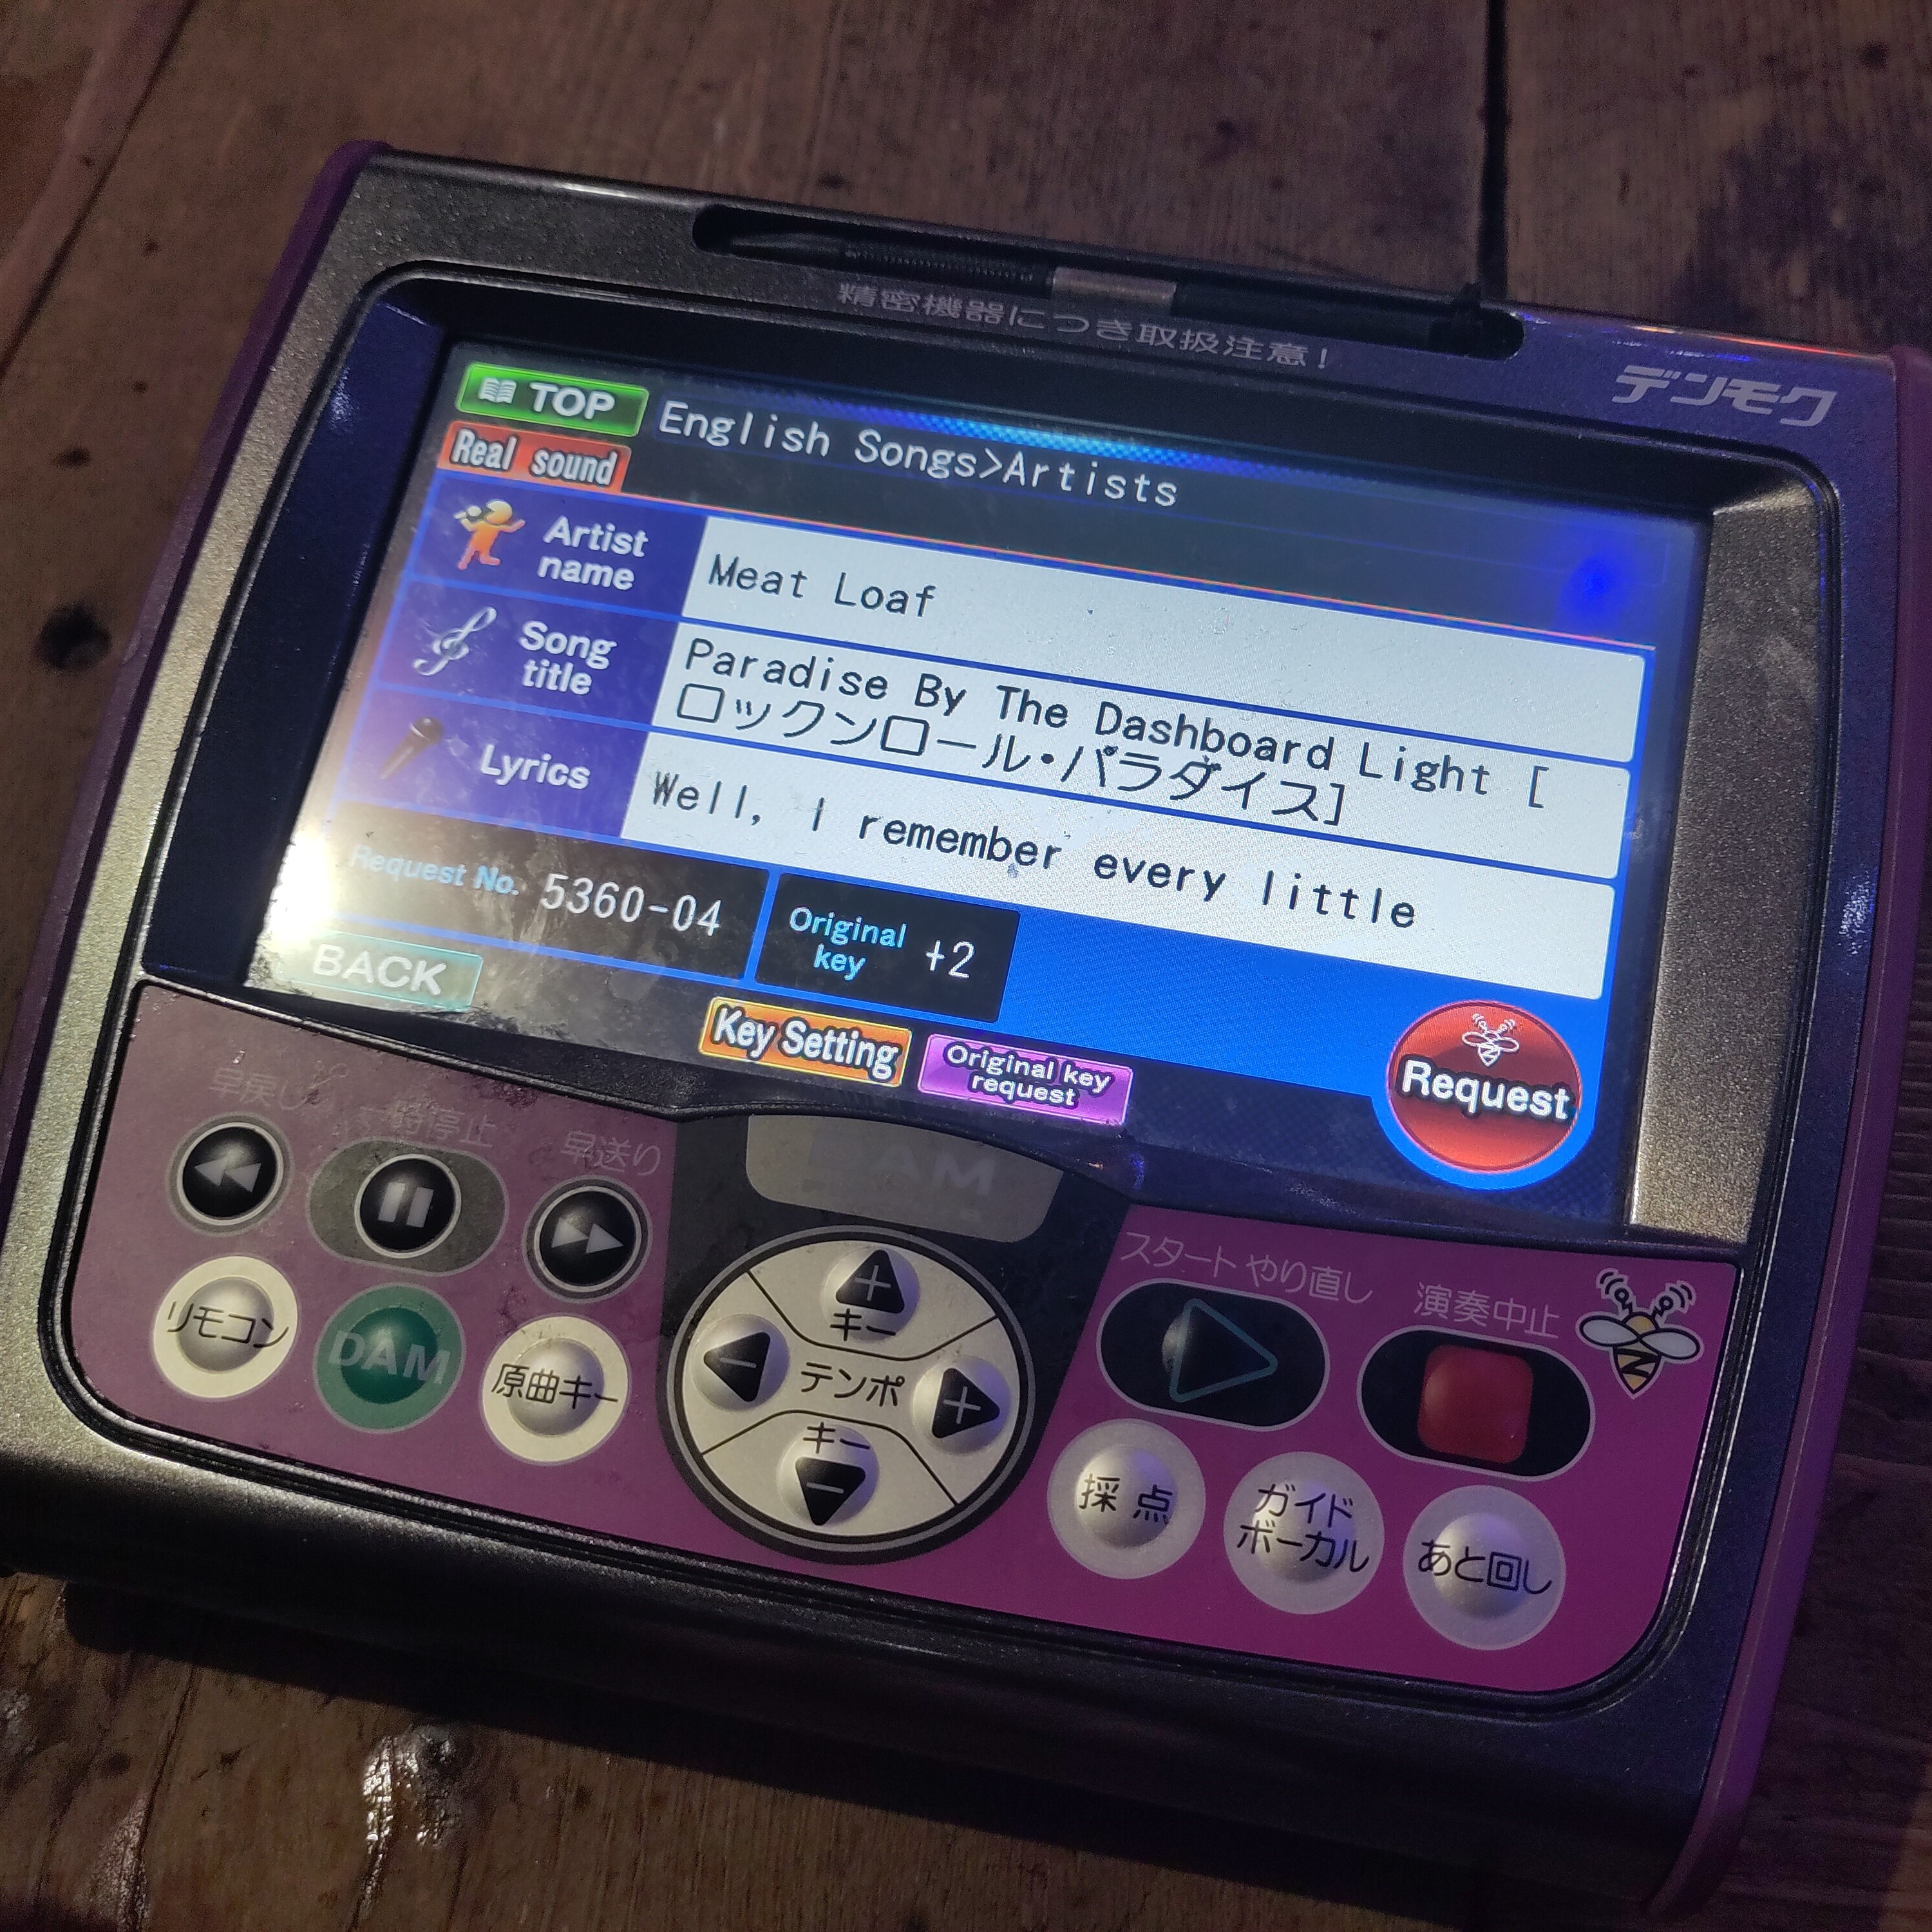 精密機器につき取扱注意!
デンモク
TOP
English Songs>Artists
Real sound
Artist
name
Meat Loaf
Song
title
Paradise By The Dashboard Light [
ロックンロール・パラダイス]
Lyrics
Well, I remember every little
Request No. 5360-04
Original
key
+2
BACK
Key Setting
Original key
request
Request
早戻し
一時停止
早送り
リモコン
DAM
原曲キー
DAM
+
キー
−
テンポ
+
キー
−
スタート やり直し
演奏中止
採点
ガイド
ボーカル
あと回し